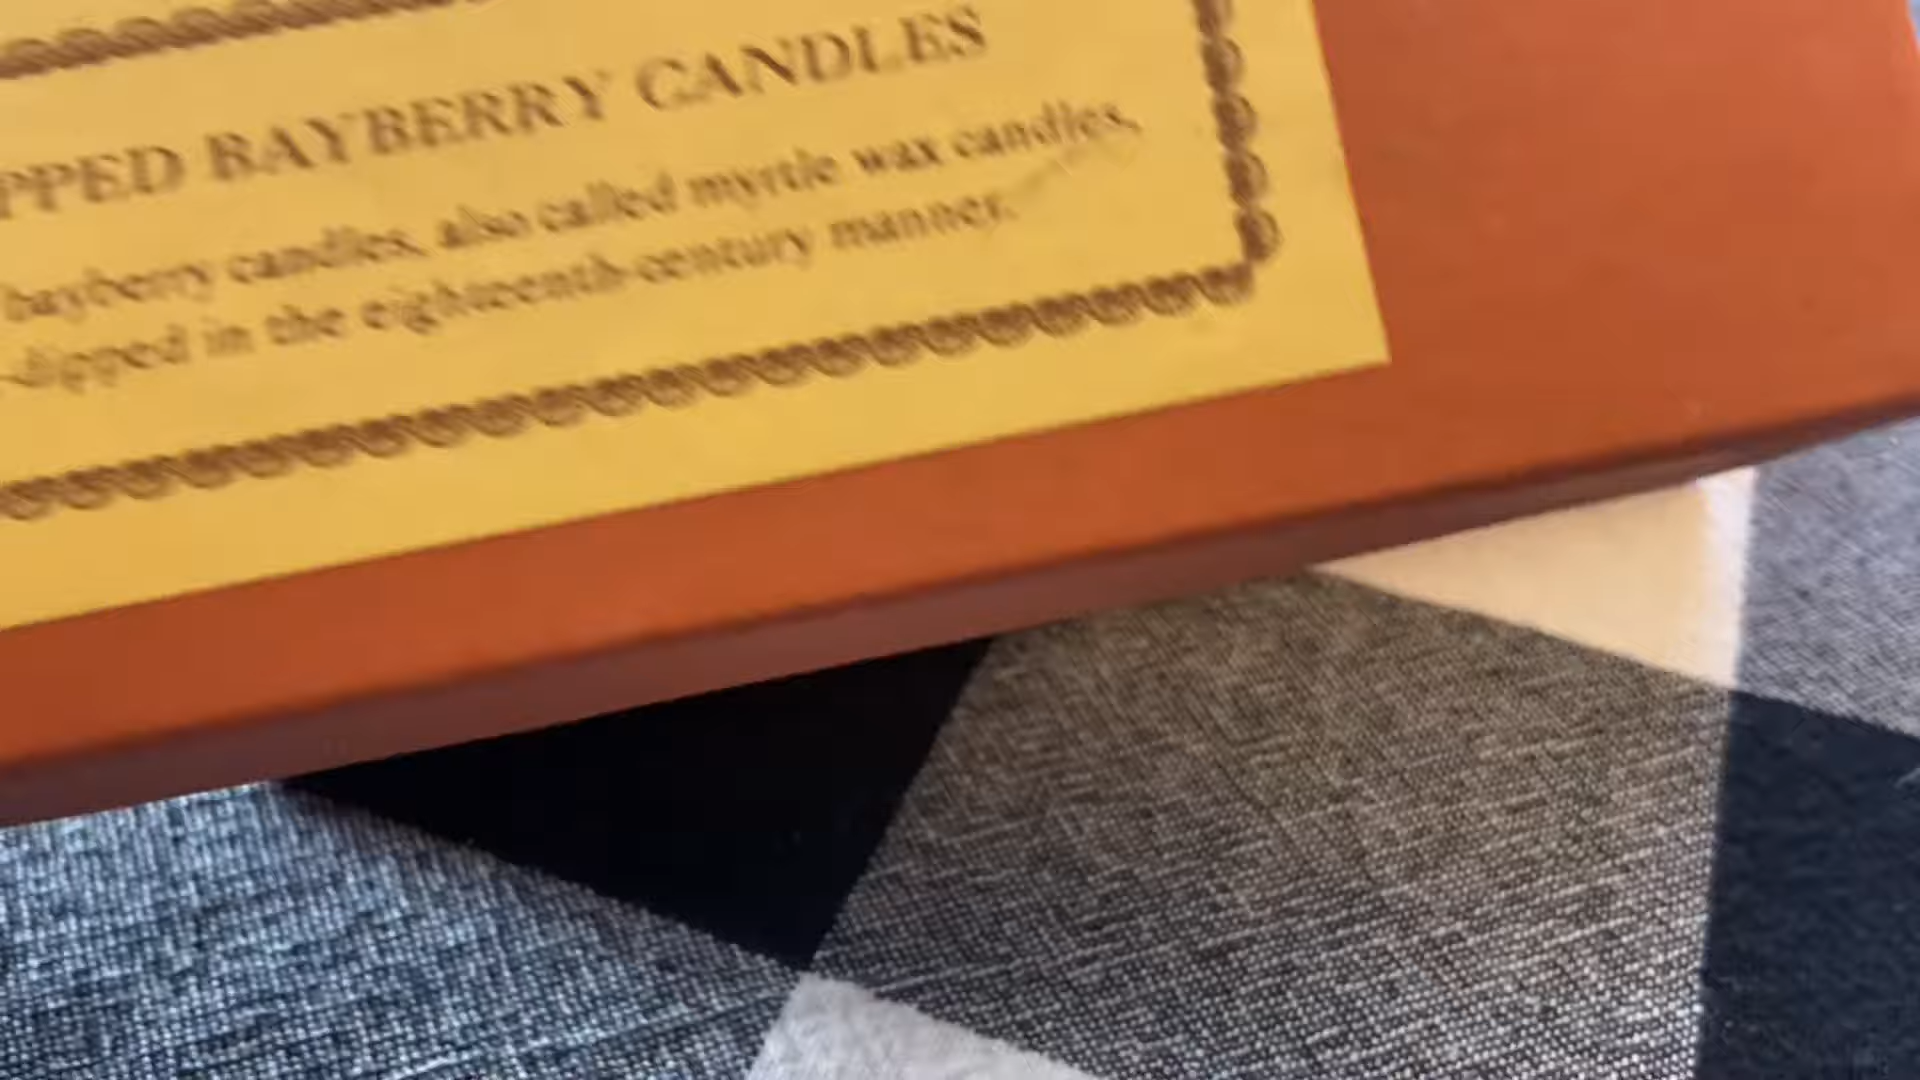 PPED BAYBERRY CANDLES
bayberry candles, also called myrtle wax candles,
-dipped in the eighteenth-century manner.